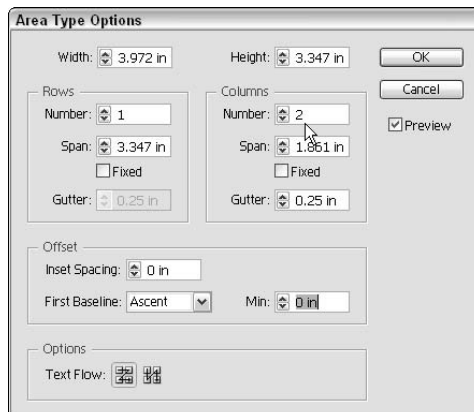 Area Type Options
Width: 3.972 in Height: 3.347 in OK
Rows Columns Cancel
Number: 1 Number: 2 Preview
Span: 3.347 in Span: 1.861 in
Fixed Fixed
Gutter: 0.25 in Gutter: 0.25 in
Offset
Inset Spacing: 0 in
First Baseline: Ascent Min: 0 in
Options
Text Flow: